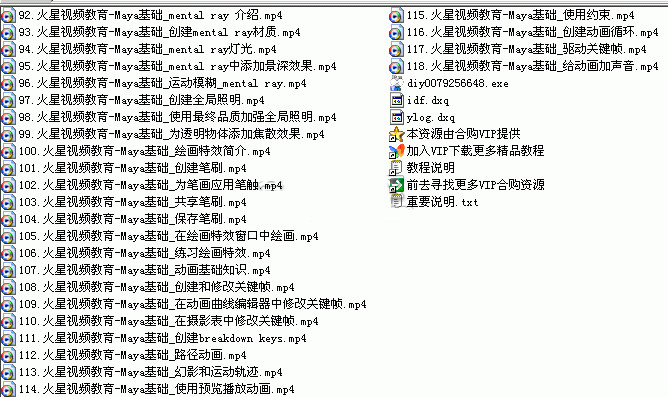 92.火星视频教育-Maya基础_mental ray 介绍.mp4
93.火星视频教育-Maya基础_创建mental ray材质.mp4
94.火星视频教育-Maya基础_mental ray灯光.mp4
95.火星视频教育-Maya基础_mental ray中添加景深效果.mp4
96.火星视频教育-Maya基础_运动模糊_mental ray.mp4
97.火星视频教育-Maya基础_创建全局照明.mp4
98.火星视频教育-Maya基础_使用最终品质加强全局照明.mp4
99.火星视频教育-Maya基础_为透明物体添加焦散效果.mp4
100.火星视频教育-Maya基础_绘画特效简介.mp4
101.火星视频教育-Maya基础_创建笔刷.mp4
102.火星视频教育-Maya基础_为笔画应用笔触.mp4
103.火星视频教育-Maya基础_共享笔刷.mp4
104.火星视频教育-Maya基础_保存笔刷.mp4
105.火星视频教育-Maya基础_在绘画特效窗口中绘画.mp4
106.火星视频教育-Maya基础_练习绘画特效.mp4
107.火星视频教育-Maya基础_动画基础知识.mp4
108.火星视频教育-Maya基础_创建和修改关键帧.mp4
109.火星视频教育-Maya基础_在动画曲线编辑器中修改关键帧.mp4
110.火星视频教育-Maya基础_在摄影表中修改关键帧.mp4
111.火星视频教育-Maya基础_创建breakdown keys.mp4
112.火星视频教育-Maya基础_路径动画.mp4
113.火星视频教育-Maya基础_幻影和运动轨迹.mp4
114.火星视频教育-Maya基础_使用预览播放动画.mp4
115.火星视频教育-Maya基础_使用约束.mp4
116.火星视频教育-Maya基础_创建动画循环.mp4
117.火星视频教育-Maya基础_驱动关键帧.mp4
118.火星视频教育-Maya基础_给动画加声音.mp4
diy0079256648.exe
idf.dxq
ylog.dxq
本资源由合购VIP提供
加入VIP下载更多精品教程
教程说明
前去寻找更多VIP合购资源
重要说明.txt